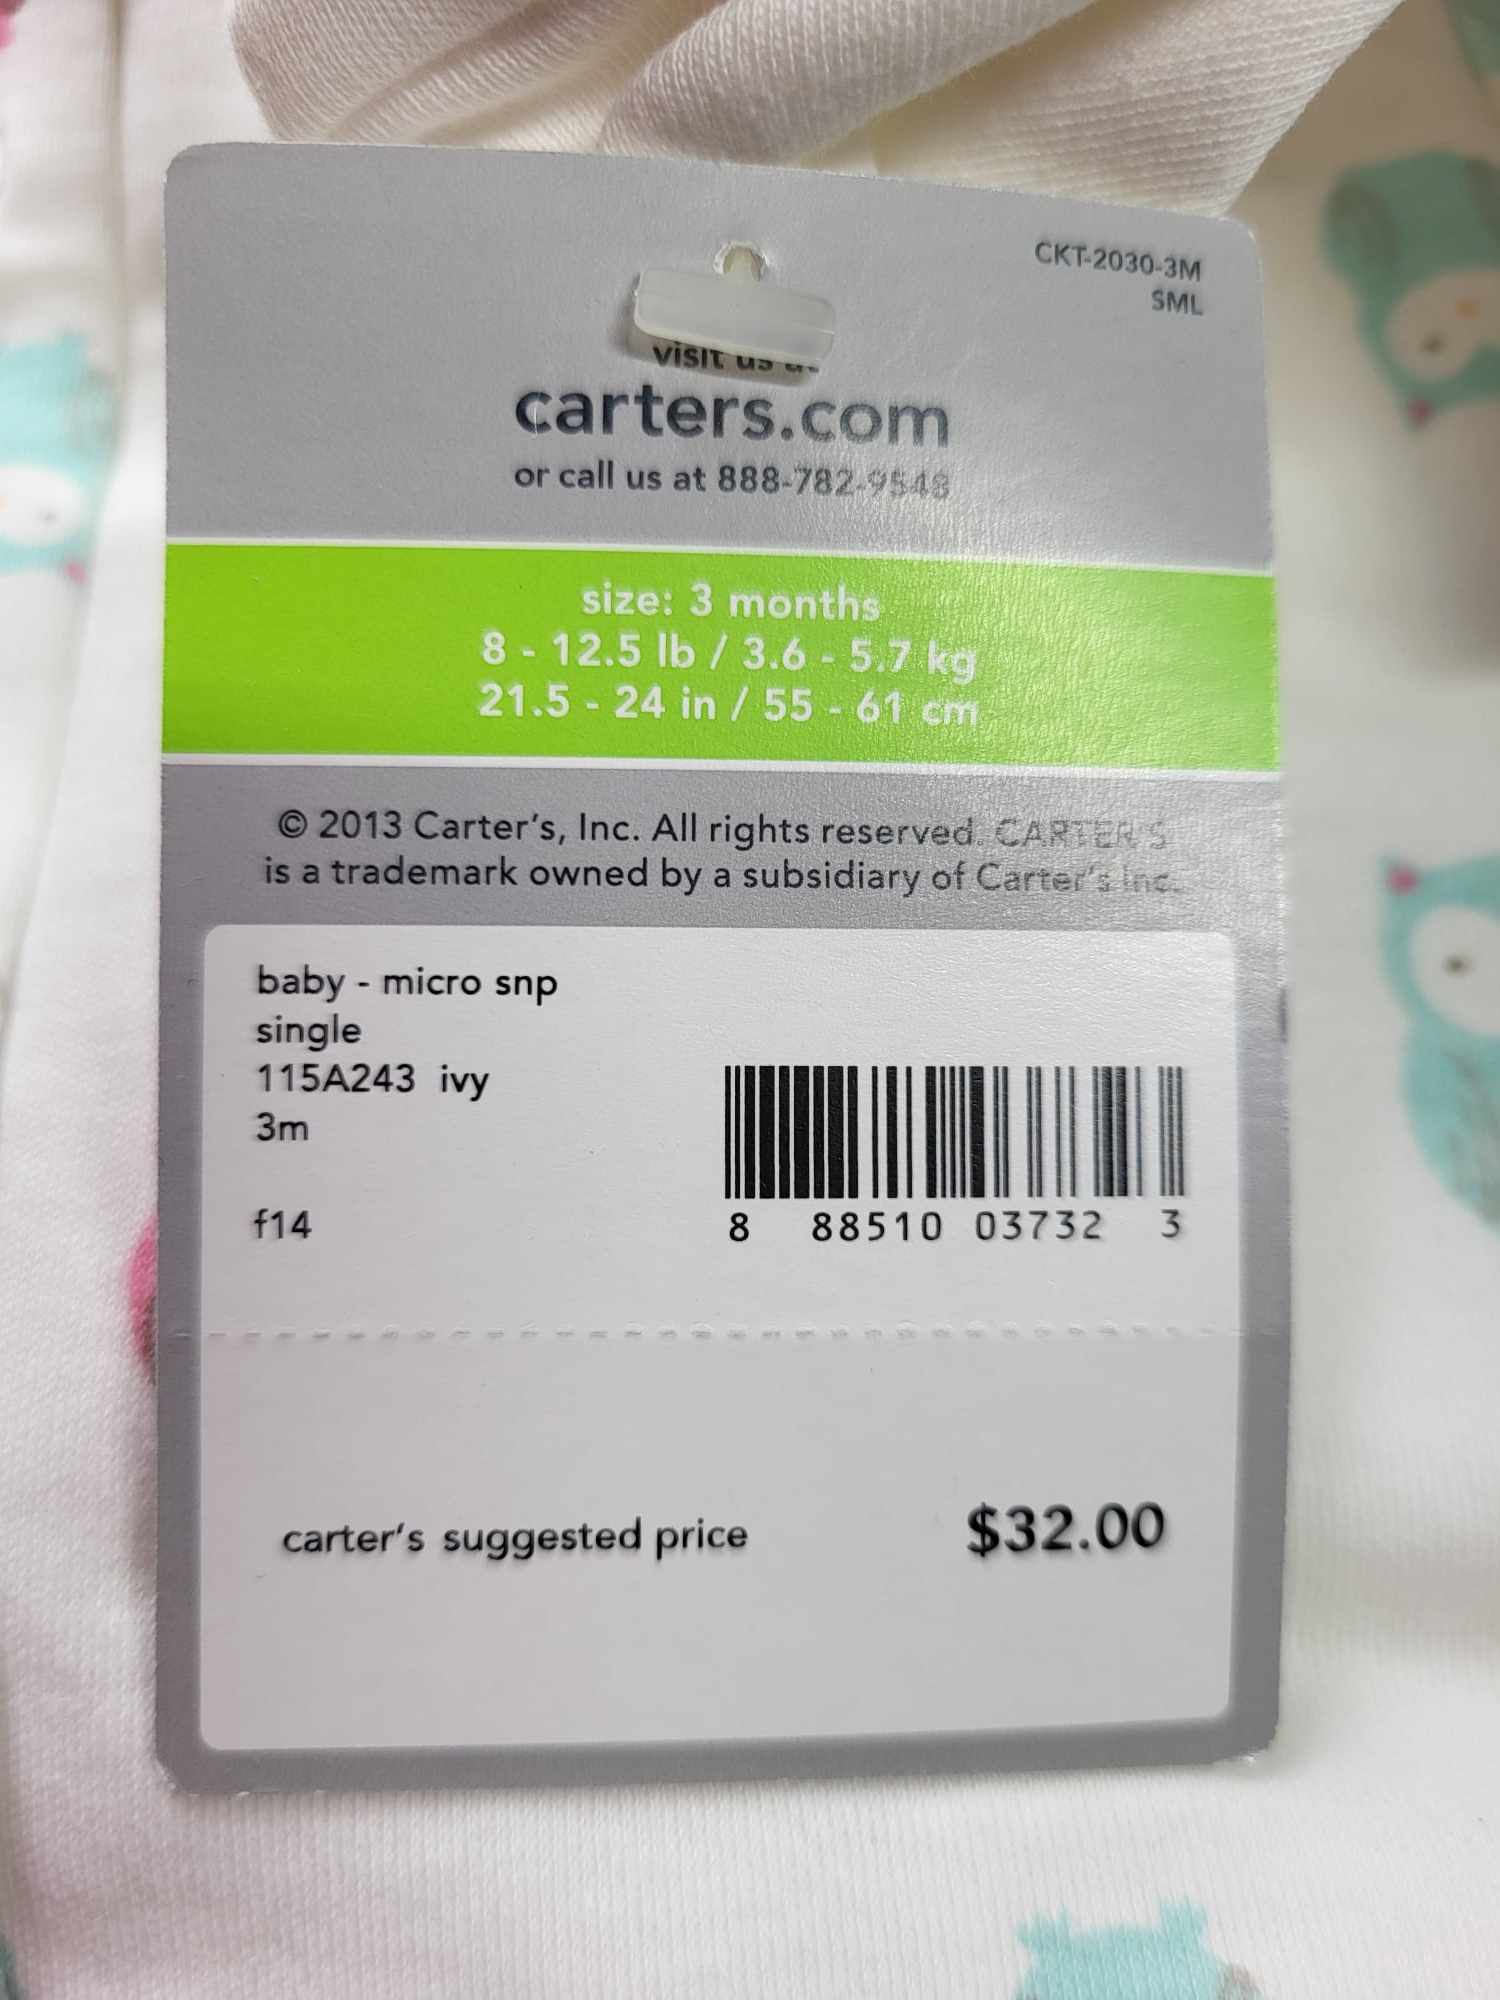 CKT-2030-3M
SML
visit us
carters.com
or call us at 888-782-9548
size: 3 months
8 - 12.5 lb / 3.6 - 5.7 kg
21.5 - 24 in / 55 - 61 cm
© 2013 Carter's, Inc. All rights reserved. CARTER'S
is a trademark owned by a subsidiary of Carter's Inc.
baby - micro snp
single
115A243 ivy
3m
f14
8 88510 03732 3
carter's suggested price $32.00